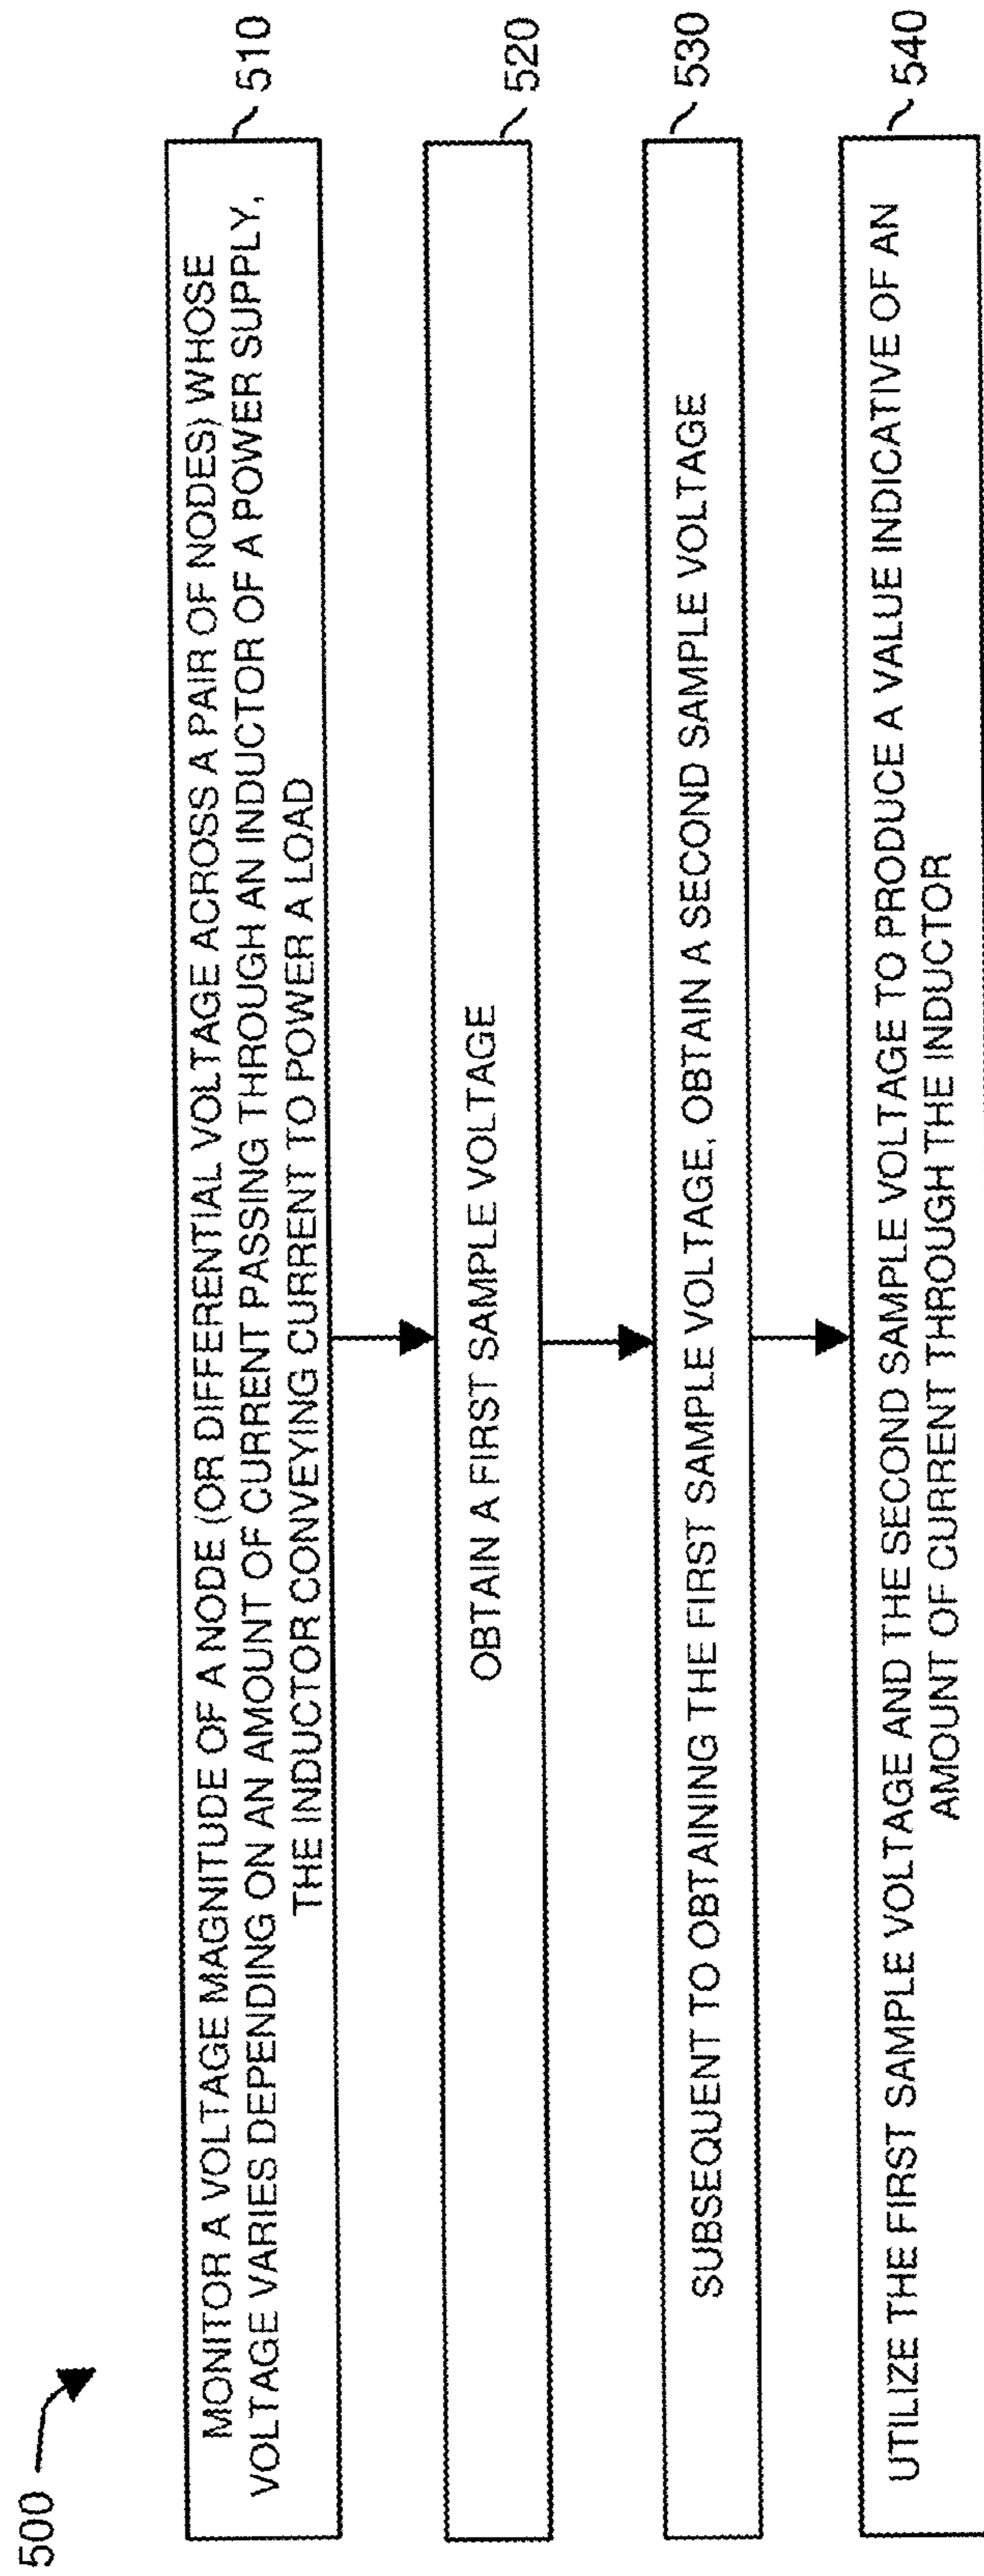 500
MONITOR A VOLTAGE MAGNITUDE OF A NODE (OR DIFFERENTIAL VOLTAGE ACROSS A PAIR OF NODES) WHOSE
VOLTAGE VARIES DEPENDING ON AN AMOUNT OF CURRENT PASSING THROUGH AN INDUCTOR OF A POWER SUPPLY,
THE INDUCTOR CONVEYING CURRENT TO POWER A LOAD
510
OBTAIN A FIRST SAMPLE VOLTAGE
520
SUBSEQUENT TO OBTAINING THE FIRST SAMPLE VOLTAGE, OBTAIN A SECOND SAMPLE VOLTAGE
530
UTILIZE THE FIRST SAMPLE VOLTAGE AND THE SECOND SAMPLE VOLTAGE TO PRODUCE A VALUE INDICATIVE OF AN
AMOUNT OF CURRENT THROUGH THE INDUCTOR
540